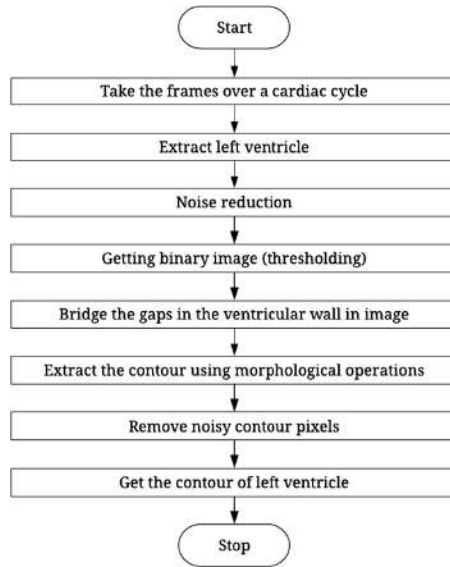 Start
Take the frames over a cardiac cycle
Extract left ventricle
Noise reduction
Getting binary image (thresholding)
Bridge the gaps in the ventricular wall in image
Extract the contour using morphological operations
Remove noisy contour pixels
Get the contour of left ventricle
Stop